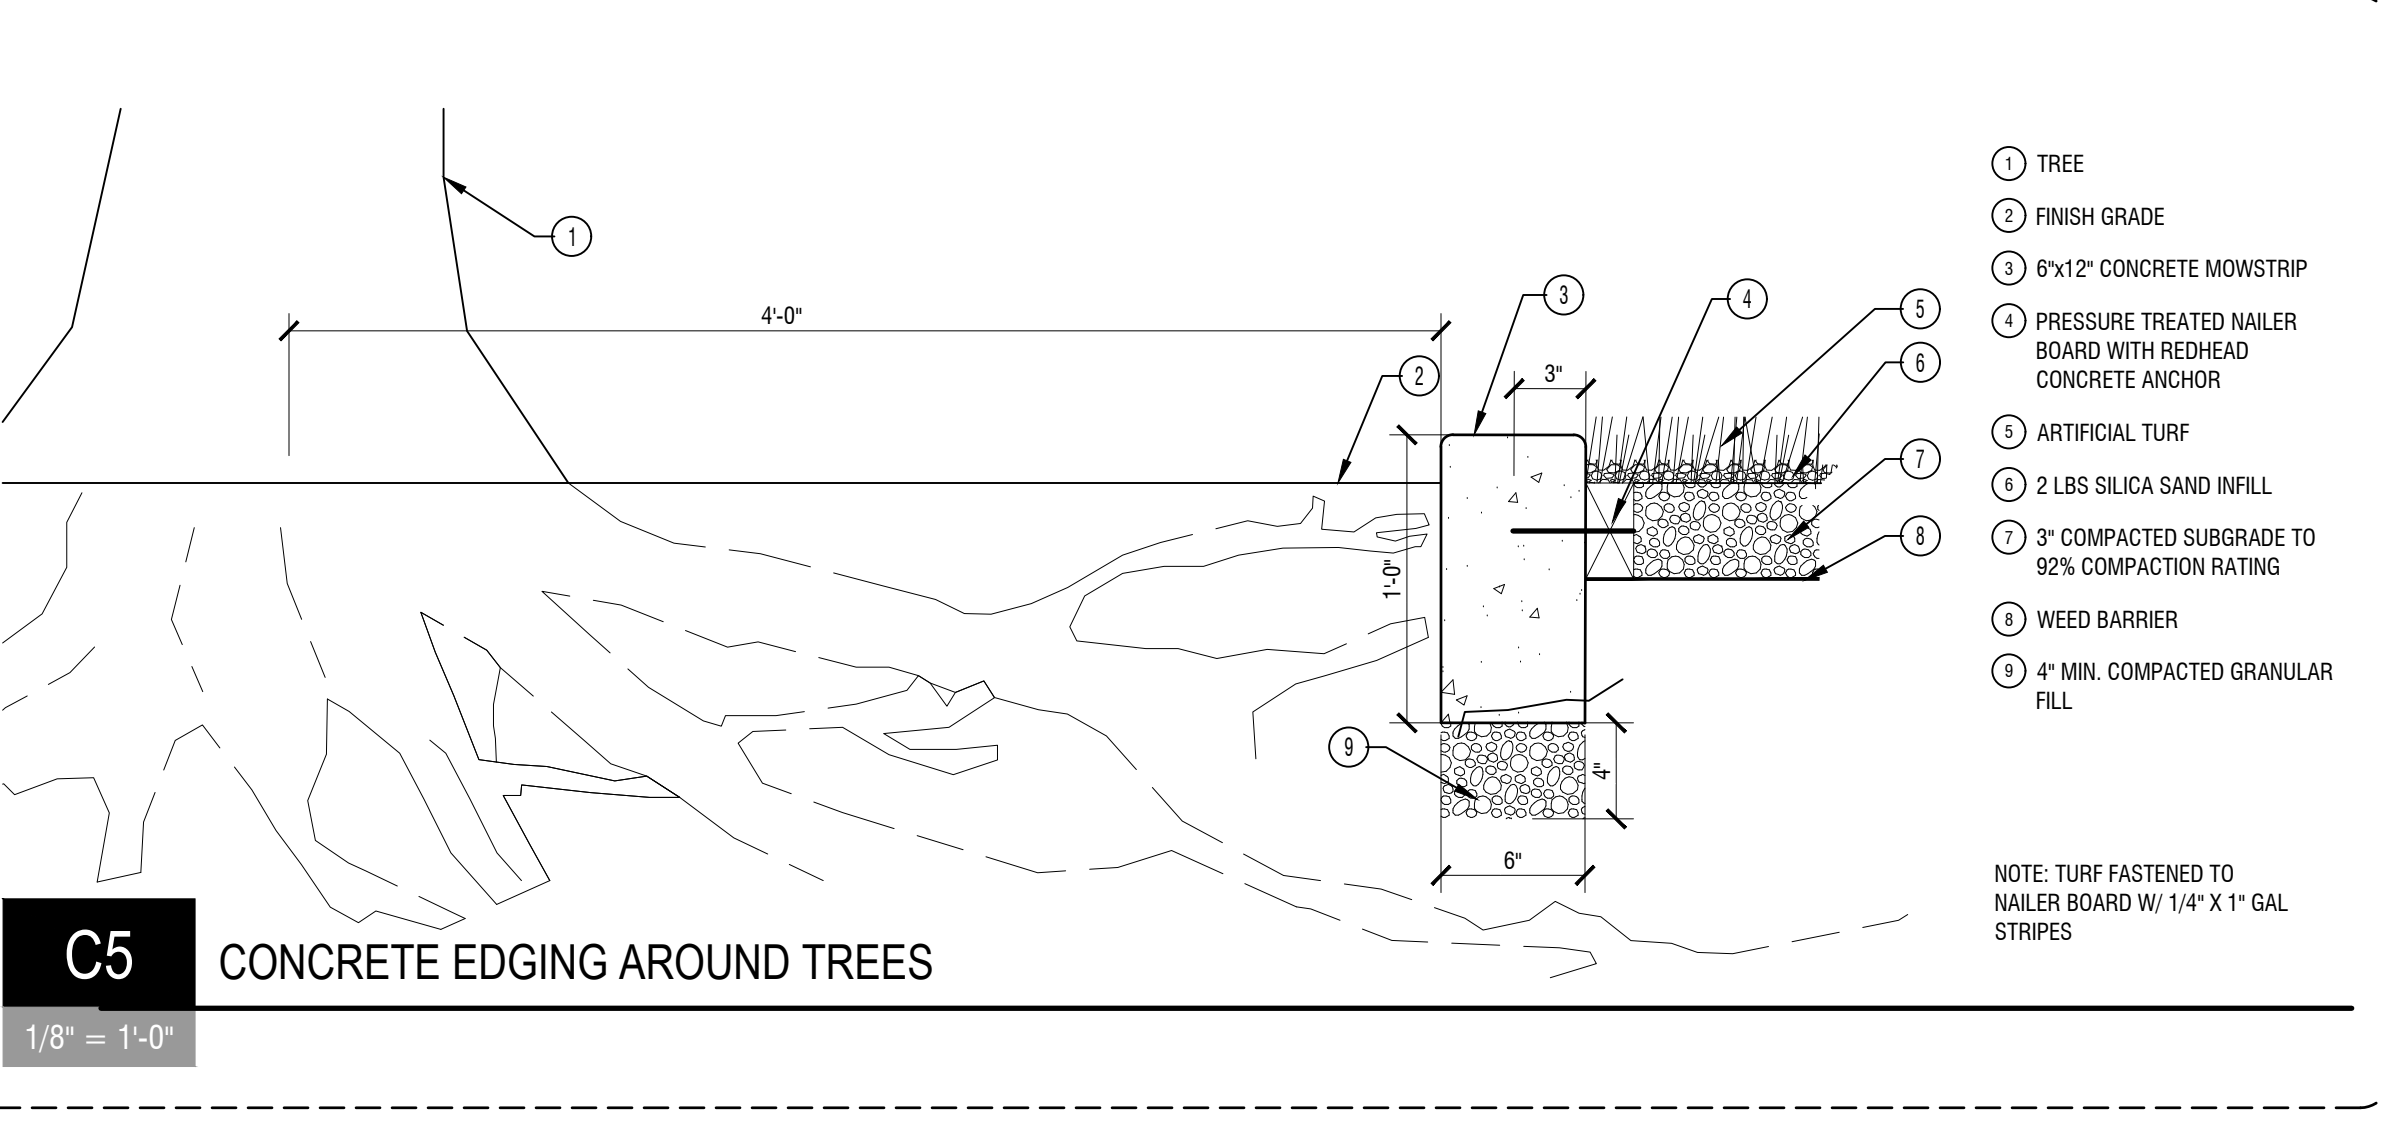 1
4'-0"
2
3
4
5
6
3"
7
8
1'-0"
9
4"
6"
1 TREE
2 FINISH GRADE
3 6"x12" CONCRETE MOWSTRIP
4 PRESSURE TREATED NAILER
BOARD WITH REDHEAD
CONCRETE ANCHOR
5 ARTIFICIAL TURF
6 2 LBS SILICA SAND INFILL
7 3" COMPACTED SUBGRADE TO
92% COMPACTION RATING
8 WEED BARRIER
9 4" MIN. COMPACTED GRANULAR
FILL
NOTE: TURF FASTENED TO
NAILER BOARD W/ 1/4" X 1" GAL
STRIPES
C5
CONCRETE EDGING AROUND TREES
1/8" = 1'-0"